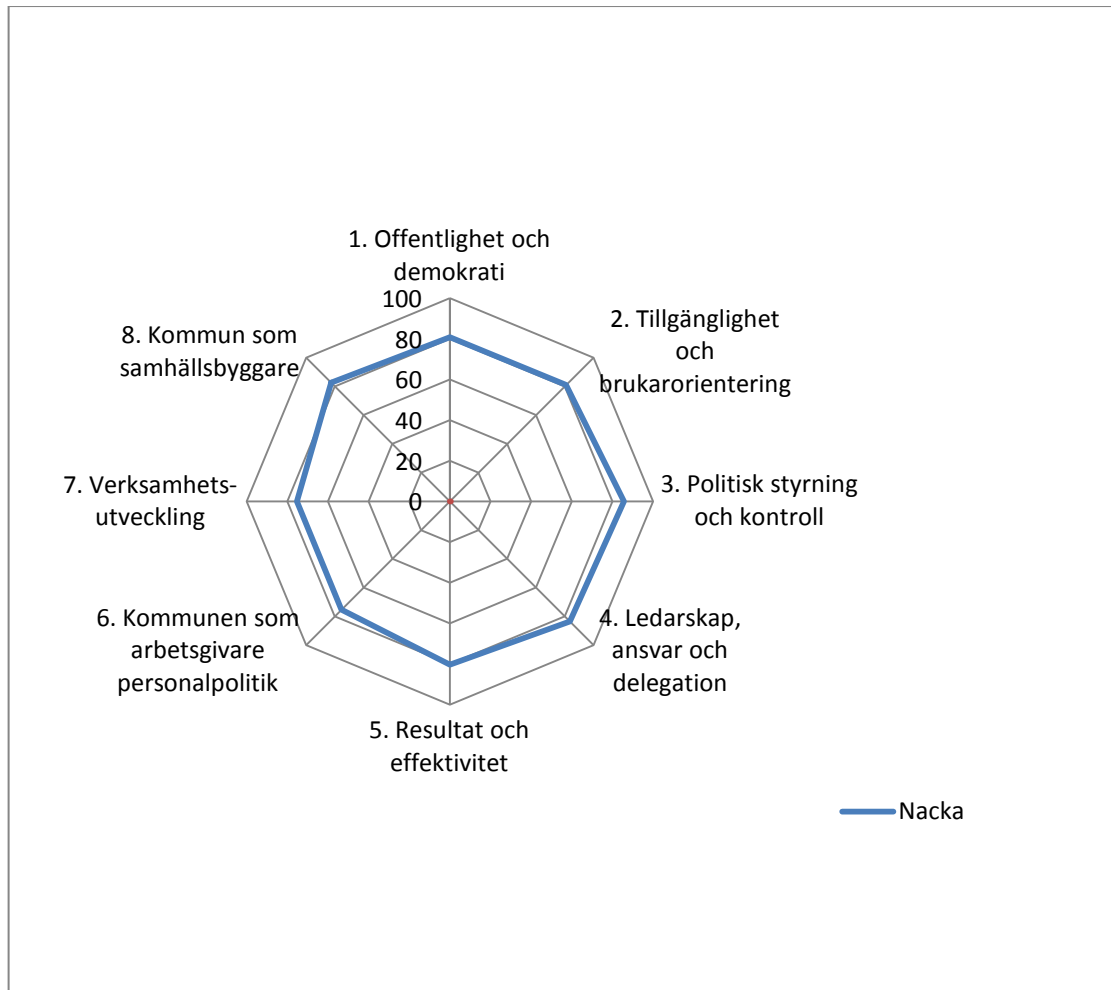 1. Offentlighet och
demokrati
2. Tillgänglighet
och
brukarorientering
3. Politisk styrning
och kontroll
4. Ledarskap,
ansvar och
delegation
5. Resultat och
effektivitet
6. Kommunen som
arbetsgivare
personalpolitik
7. Verksamhets-
utveckling
8. Kommun som
samhällsbyggare
100
80
60
40
20
0
Nacka